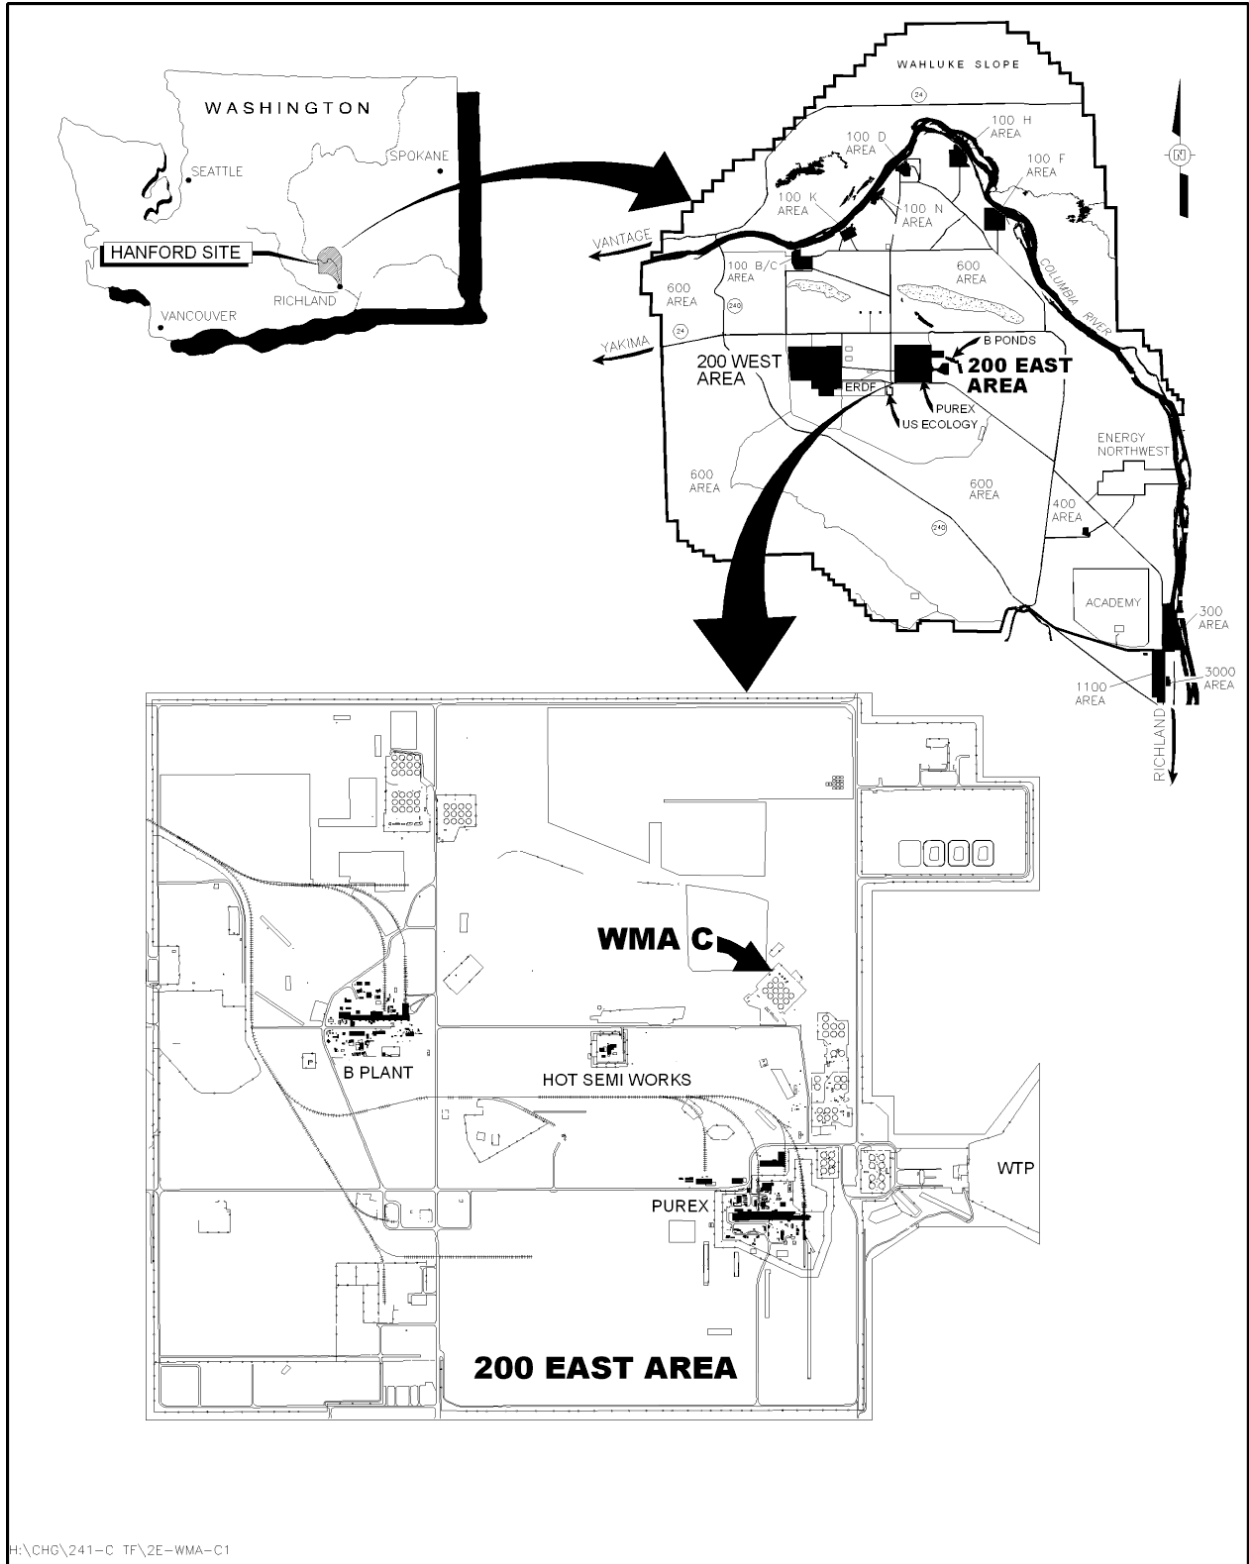 WASHINGTON
SEATTLE
SPOKANE
HANFORD SITE
RICHLAND
VANCOUVER
WAHLUKE SLOPE
24
100 H
AREA
100 D
AREA
100 F
AREA
100 K
AREA
100 N
AREA
N
VANTAGE
100 B/C
AREA
600
AREA
600
AREA
COLUMBIA RIVER
240
24
YAKIMA
B PONDS
200 WEST
AREA
200 EAST
AREA
ERDF
PUREX
US ECOLOGY
ENERGY
NORTHWEST
600
AREA
600
AREA
400
AREA
240
ACADEMY
300
AREA
3000
AREA
1100
AREA
RICHLAND
WMA C
B PLANT
HOT SEMI WORKS
WTP
PUREX
200 EAST AREA
H:\CHG\241-C TF\2E-WMA-C1